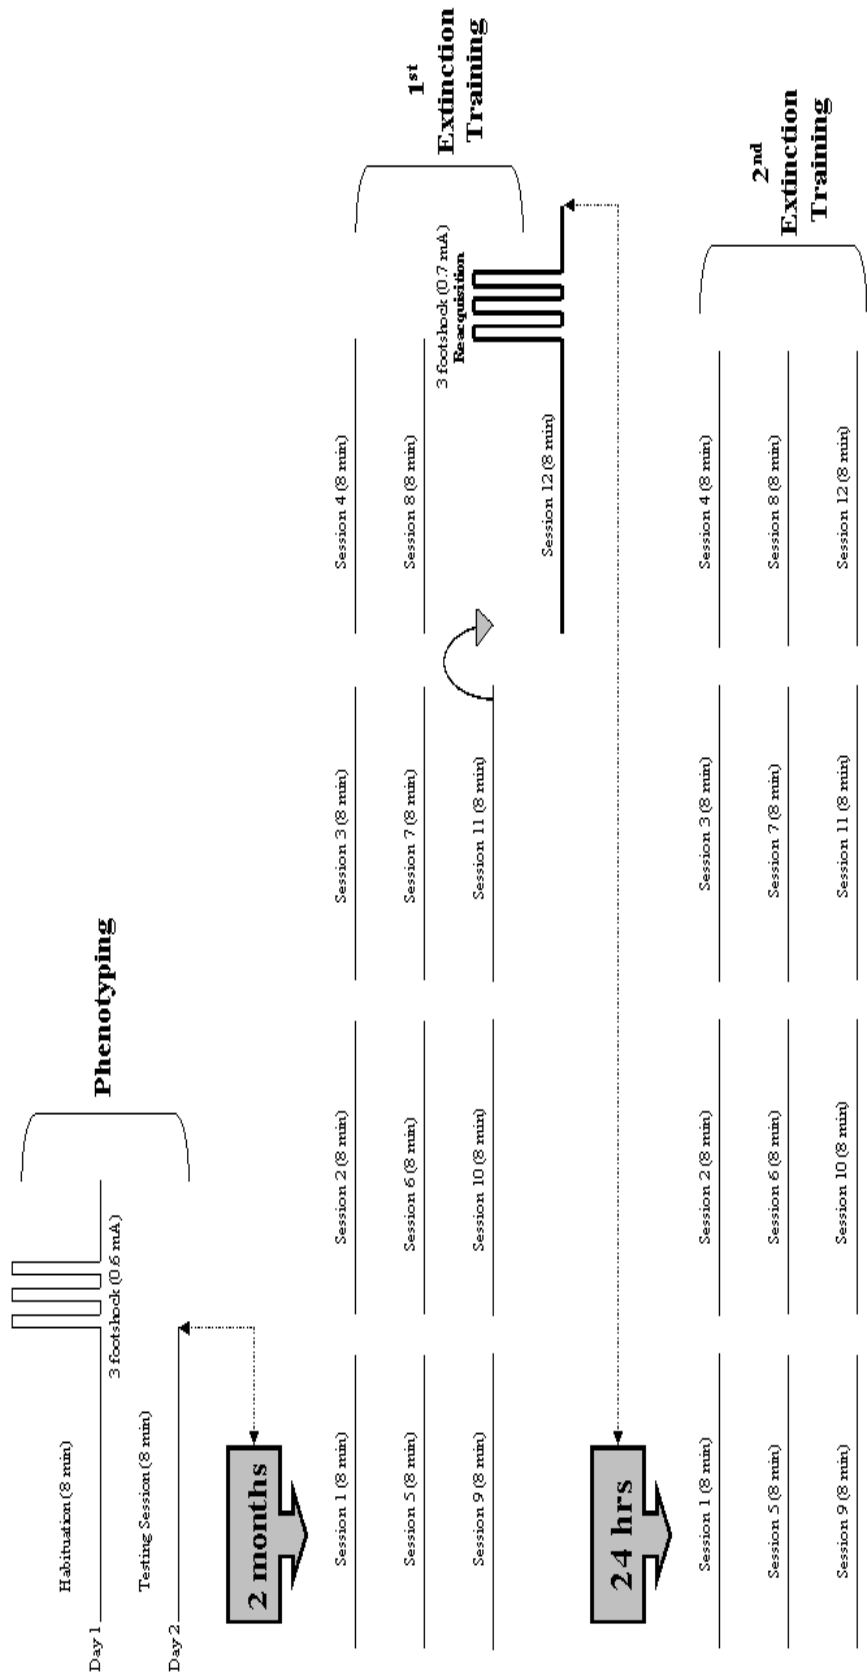 Habituation (8 min)
Day 1
3 footshock (0.6 mA)
Testing Session (8 min)
Day 2
Phenotyping
2 months
Session 1 (8 min)
Session 2 (8 min)
Session 3 (8 min)
Session 4 (8 min)
Session 5 (8 min)
Session 6 (8 min)
Session 7 (8 min)
Session 8 (8 min)
Session 9 (8 min)
Session 10 (8 min)
Session 11 (8 min)
3 footshock (0.7 mA)
Reacquisition
Session 12 (8 min)
1st
Extinction
Training
24 hrs
Session 1 (8 min)
Session 2 (8 min)
Session 3 (8 min)
Session 4 (8 min)
Session 5 (8 min)
Session 6 (8 min)
Session 7 (8 min)
Session 8 (8 min)
Session 9 (8 min)
Session 10 (8 min)
Session 11 (8 min)
Session 12 (8 min)
2nd
Extinction
Training